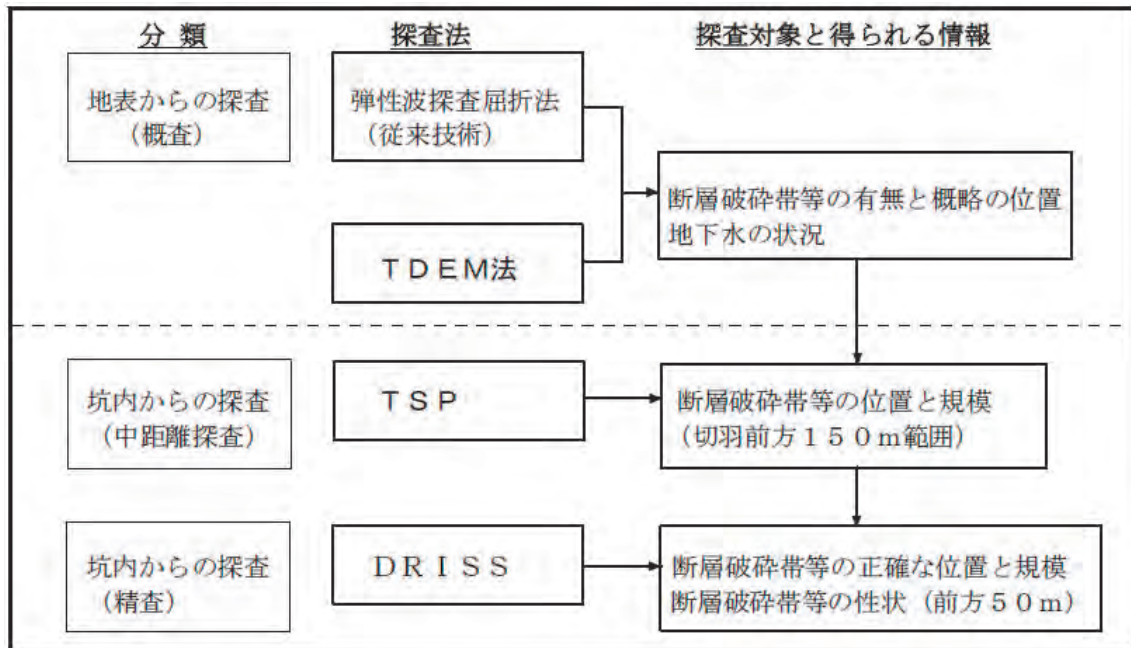 分 類
探査法
探査対象と得られる情報
地表からの探査
（概査）
弾性波探査屈折法
（従来技術）
ＴＤＥＭ法
断層破砕帯等の有無と概略の位置
地下水の状況
坑内からの探査
（中距離探査）
ＴＳＰ
断層破砕帯等の位置と規模
（切羽前方１５０ｍ範囲）
坑内からの探査
（精査）
ＤＲＩＳＳ
断層破砕帯等の正確な位置と規模
断層破砕帯等の性状（前方５０ｍ）